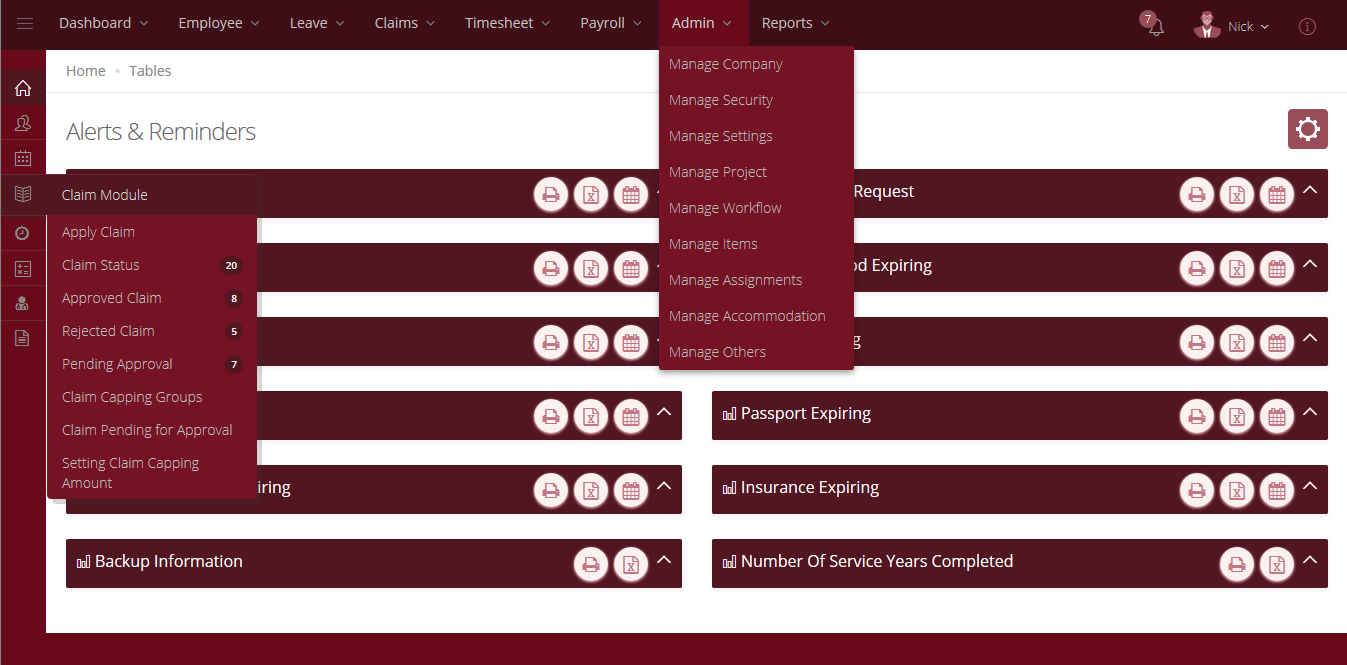 Dashboard
Employee
Leave
Claims
Timesheet
Payroll
Admin
Reports
7
Nick
Home
Tables
Alerts & Reminders
Manage Company
Manage Security
Manage Settings
Manage Project
Manage Workflow
Manage Items
Manage Assignments
Manage Accommodation
Manage Others
Claim Module
Apply Claim
Claim Status 20
Approved Claim 8
Rejected Claim 5
Pending Approval 7
Claim Capping Groups
Claim Pending for Approval
Setting Claim Capping
Amount
Request
Expiring
Passport Expiring
Insurance Expiring
Backup Information
Number Of Service Years Completed